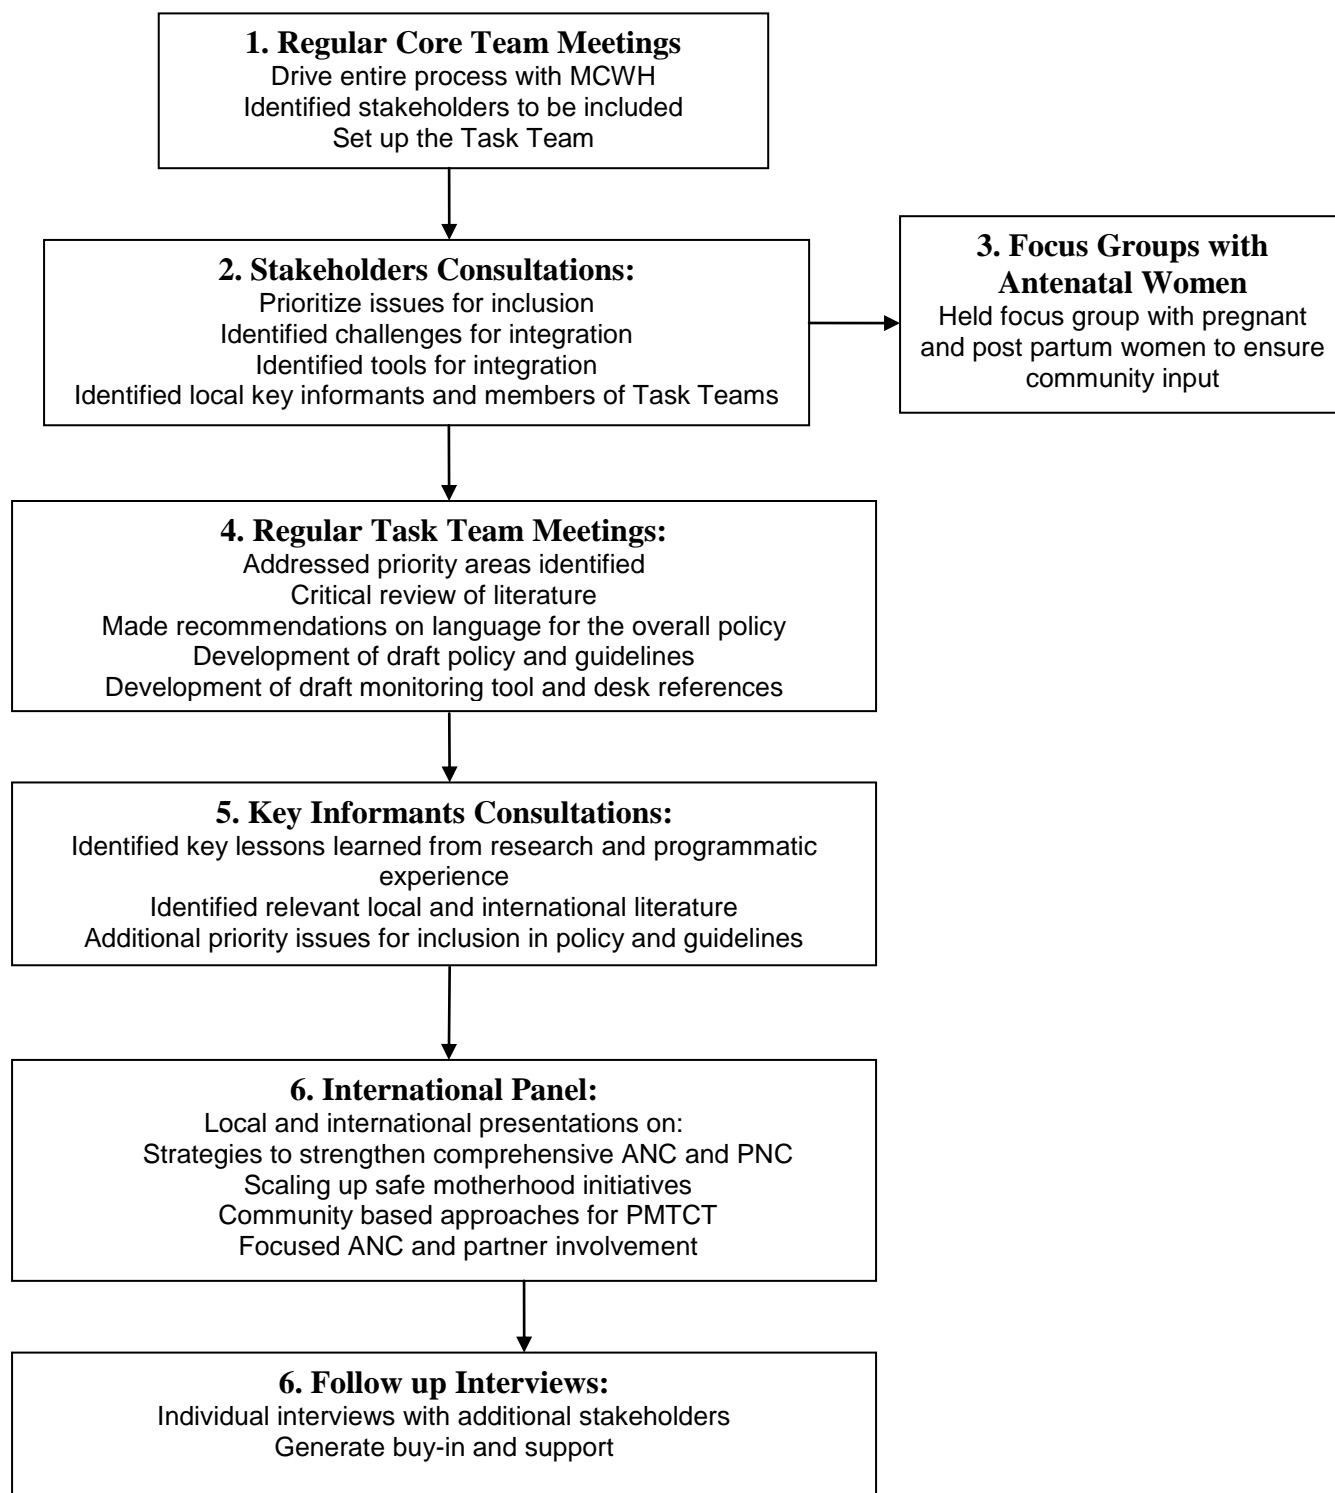 1. Regular Core Team Meetings
Drive entire process with MCWH
Identified stakeholders to be included
Set up the Task Team
2. Stakeholders Consultations:
Prioritize issues for inclusion
Identified challenges for integration
Identified tools for integration
Identified local key informants and members of Task Teams
3. Focus Groups with
Antenatal Women
Held focus group with pregnant
and post partum women to ensure
community input
4. Regular Task Team Meetings:
Addressed priority areas identified
Critical review of literature
Made recommendations on language for the overall policy
Development of draft policy and guidelines
Development of draft monitoring tool and desk references
5. Key Informants Consultations:
Identified key lessons learned from research and programmatic
experience
Identified relevant local and international literature
Additional priority issues for inclusion in policy and guidelines
6. International Panel:
Local and international presentations on:
Strategies to strengthen comprehensive ANC and PNC
Scaling up safe motherhood initiatives
Community based approaches for PMTCT
Focused ANC and partner involvement
6. Follow up Interviews:
Individual interviews with additional stakeholders
Generate buy-in and support